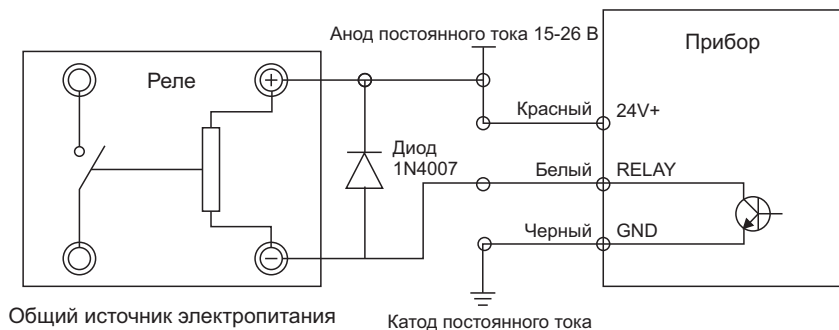 Анод постоянного тока 15-26 В
Прибор
Реле
Красный
24V+
Диод
1N4007
Белый
RELAY
Черный
GND
Общий источник электропитания
Катод постоянного тока